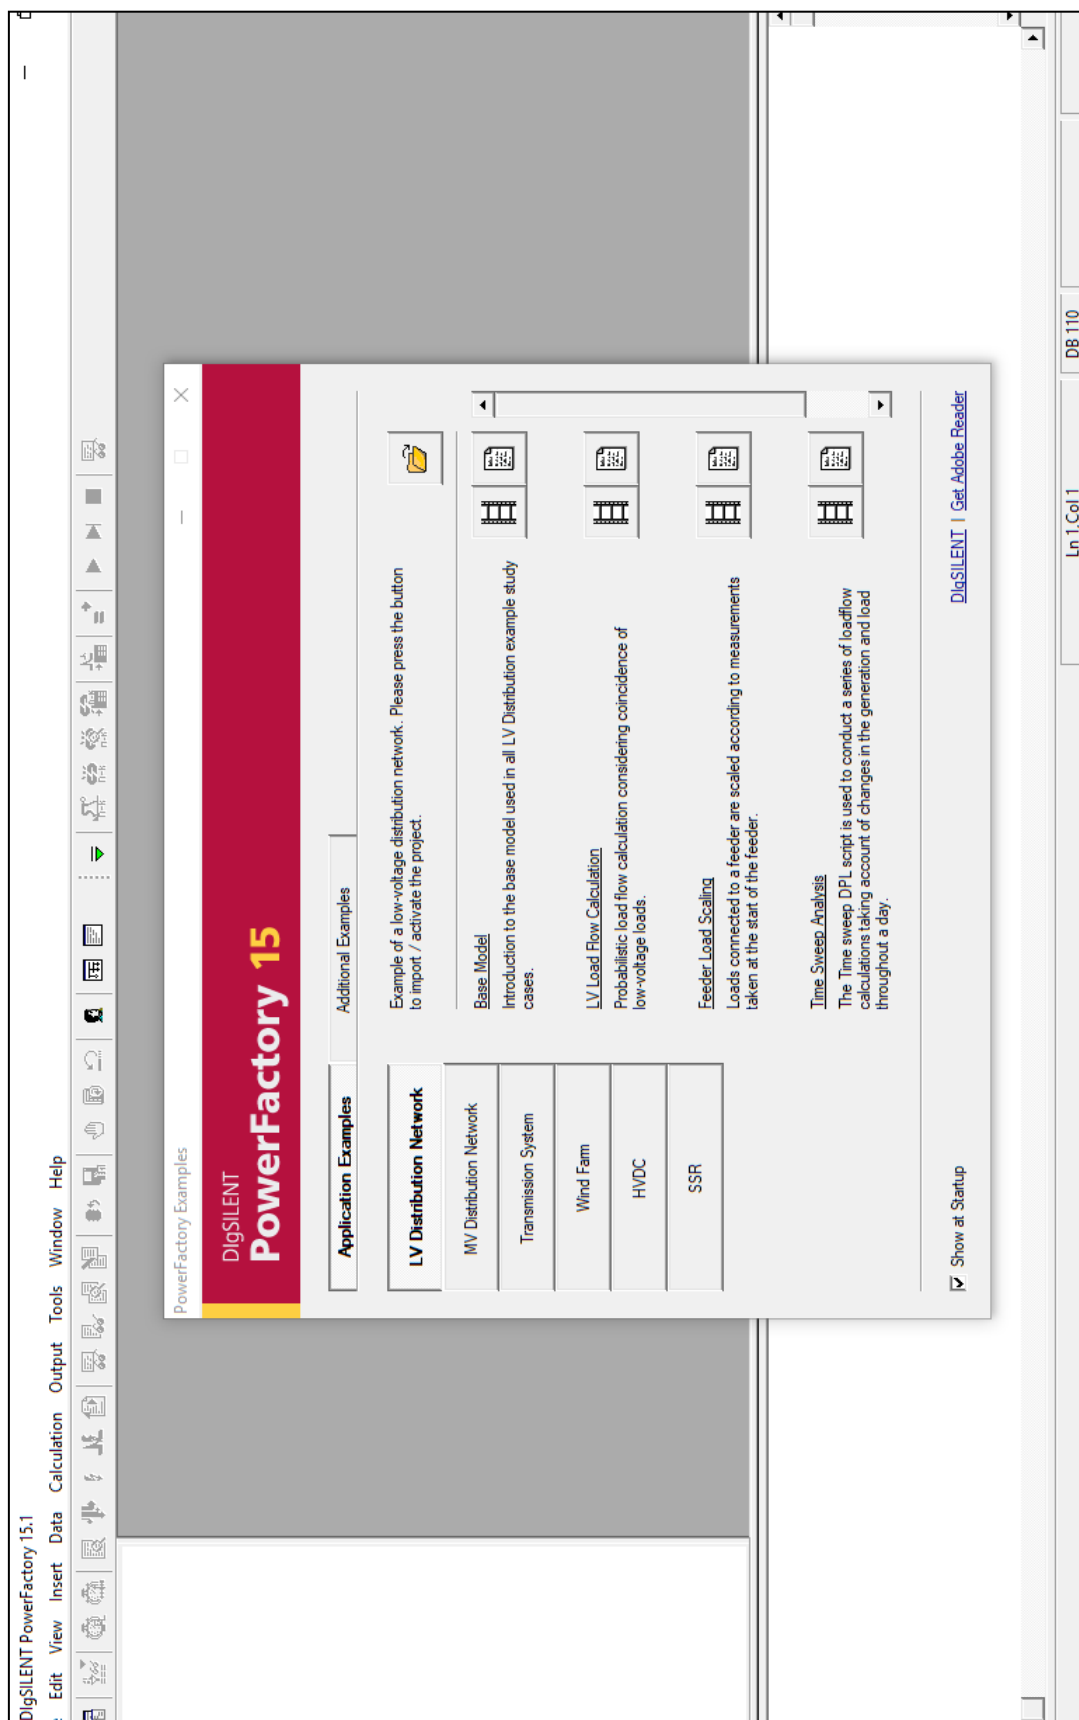 DIgSILENT PowerFactory 15.1
Edit View Insert Data Calculation Output Tools Window Help
PowerFactory Examples
DIgSILENT
PowerFactory 15
Application Examples
Additional Examples
LV Distribution Network
MV Distribution Network
Transmission System
Wind Farm
HVDC
SSR
Example of a low-voltage distribution network. Please press the button
to import / activate the project.
Base Model
Introduction to the base model used in all LV Distribution example study
cases.
LV Load Flow Calculation
Probabilistic load flow calculation considering coincidence of
low-voltage loads.
Feeder Load Scaling
Loads connected to a feeder are scaled according to measurements
taken at the start of the feeder.
Time Sweep Analysis
The Time sweep DPL script is used to conduct a series of loadflow
calculations taking account of changes in the generation and load
throughout a day.
Show at Startup
DIgSILENT | Get Adobe Reader
Ln 1,Col 1
DB 110